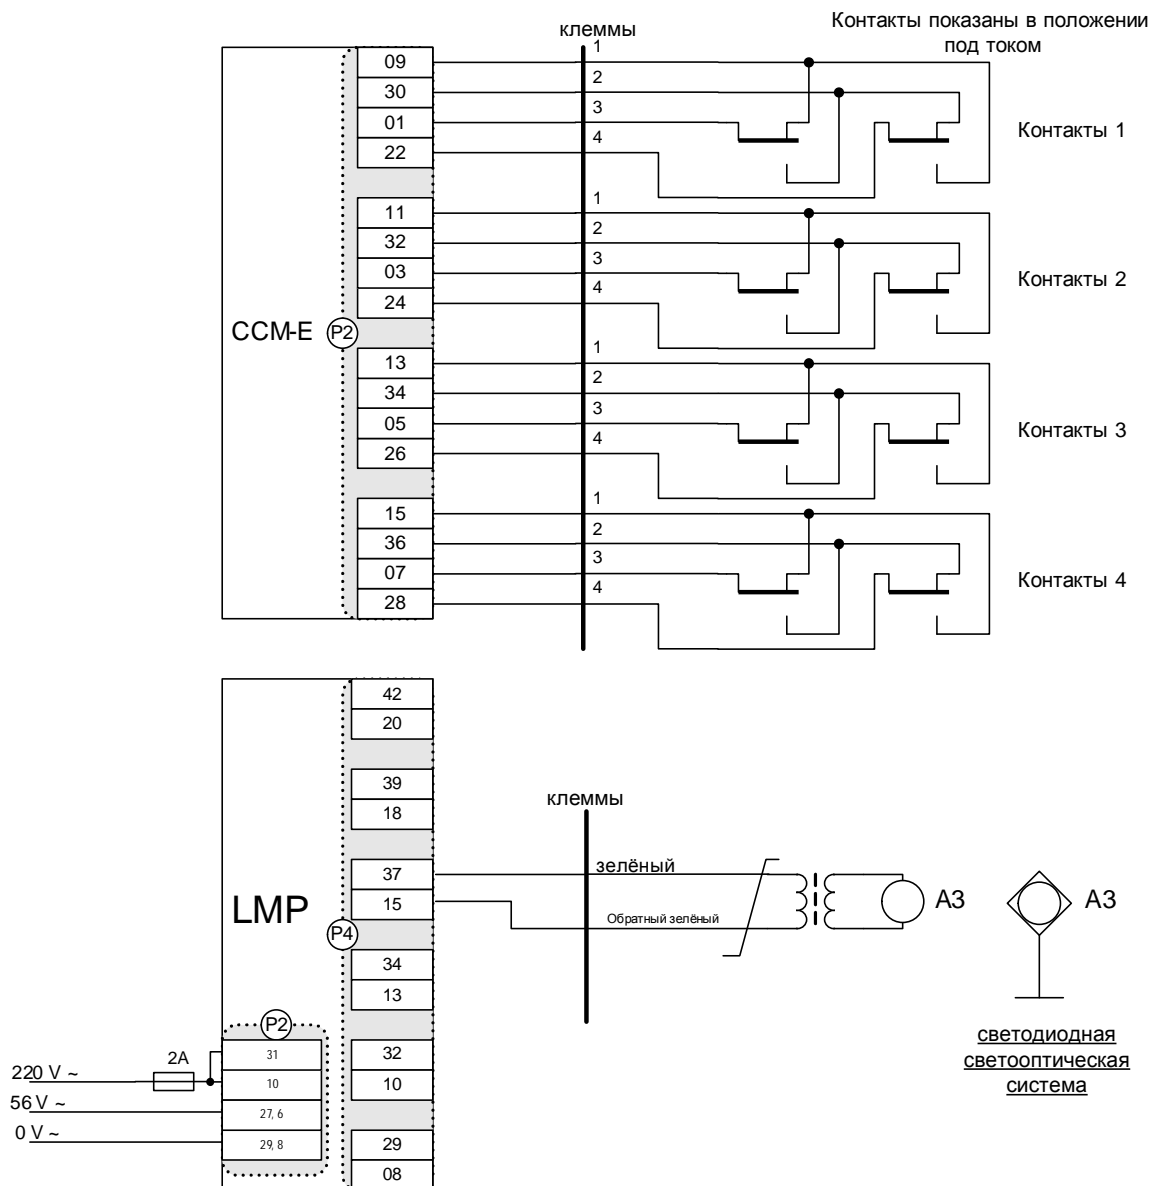 Контакты показаны в положении
под током
клеммы
CCM-E
P2
09
30
01
22
1
2
3
4
Контакты 1
11
32
03
24
1
2
3
4
Контакты 2
13
34
05
26
1
2
3
4
Контакты 3
15
36
07
28
1
2
3
4
Контакты 4
LMP
P4
42
20
39
18
37
15
34
13
32
10
29
08
клеммы
зелёный
Обратный зелёный
A3
A3
светодиодная
светооптическая
система
P2
31
10
27, 6
29, 8
2A
220 V ~
56 V ~
0 V ~